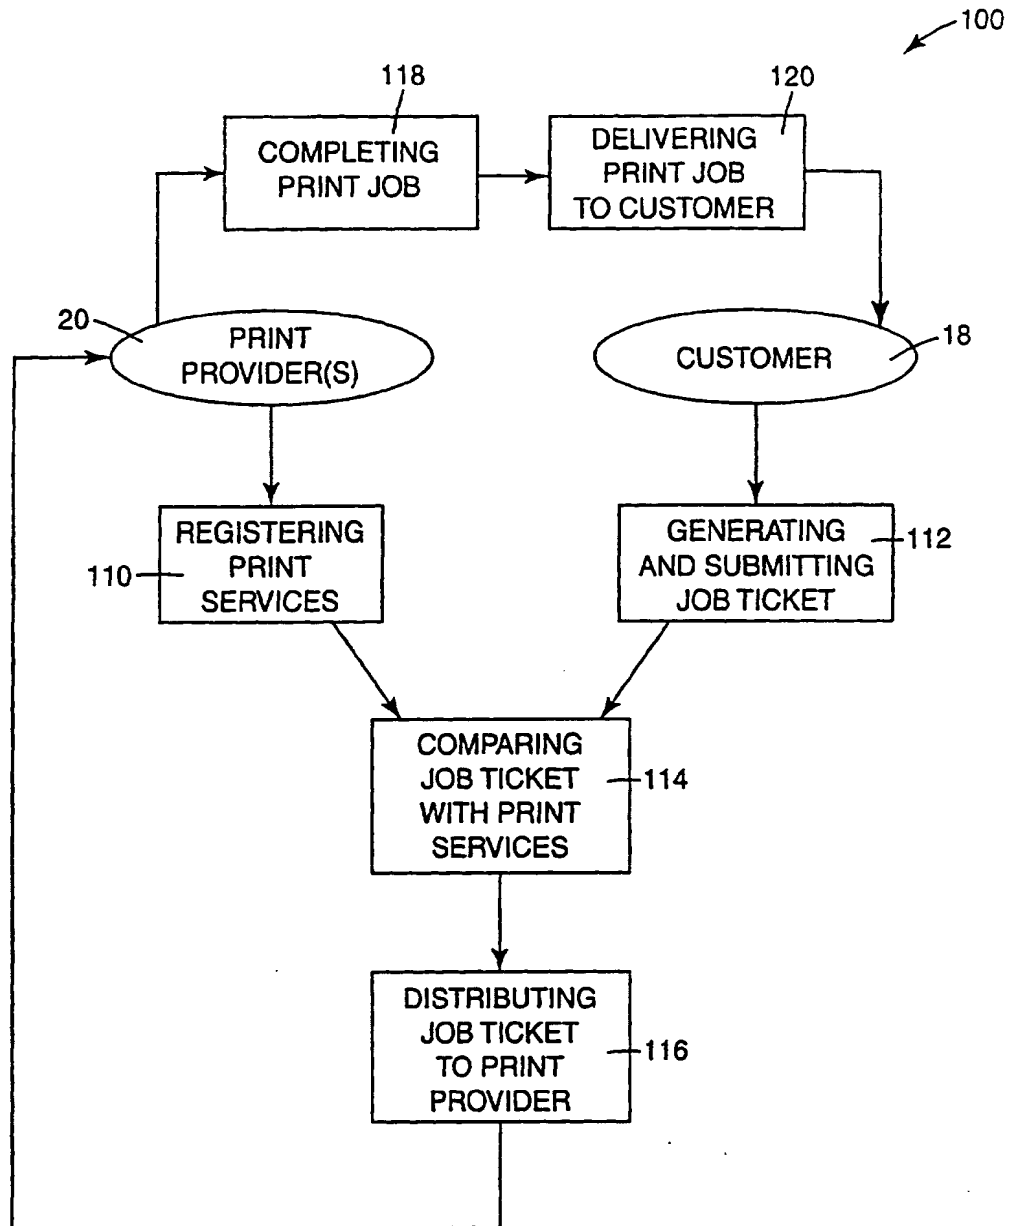 100
118
120
COMPLETING
PRINT JOB
DELIVERING
PRINT JOB
TO CUSTOMER
20
PRINT
PROVIDER(S)
CUSTOMER
18
REGISTERING
PRINT
SERVICES
110
GENERATING
AND SUBMITTING
JOB TICKET
112
COMPARING
JOB TICKET
WITH PRINT
SERVICES
114
DISTRIBUTING
JOB TICKET
TO PRINT
PROVIDER
116